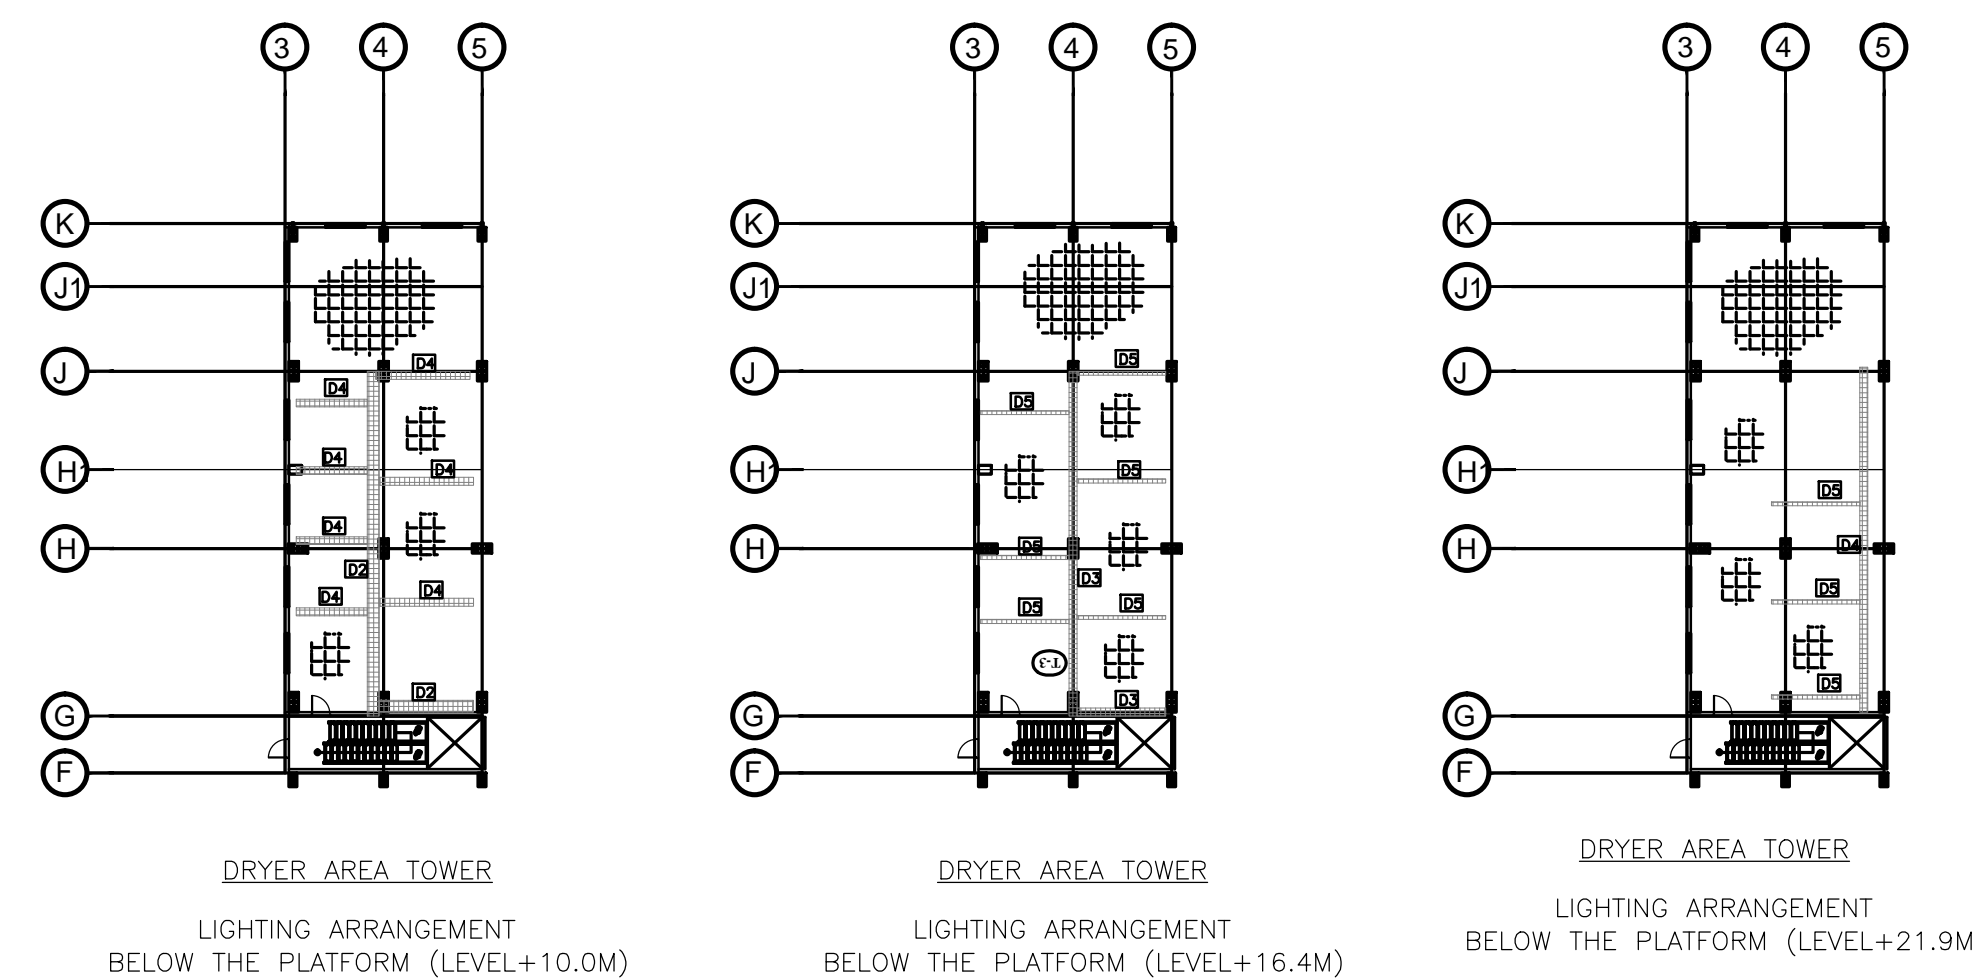 3 4 5
K
J1
J
D4
D4
H1
D4
D4
H
D4
D2
D4
D4
G
D2
F
DRYER AREA TOWER
LIGHTING ARRANGEMENT
BELOW THE PLATFORM (LEVEL+10.0M)
3 4 5
K
J1
J
D5
D5
H1
D5
H
D5
D3
D5
D5
T-3
G
D3
F
DRYER AREA TOWER
LIGHTING ARRANGEMENT
BELOW THE PLATFORM (LEVEL+16.4M)
3 4 5
K
J1
J
H1
D5
H
D4
D5
D5
G
F
DRYER AREA TOWER
LIGHTING ARRANGEMENT
BELOW THE PLATFORM (LEVEL+21.9M